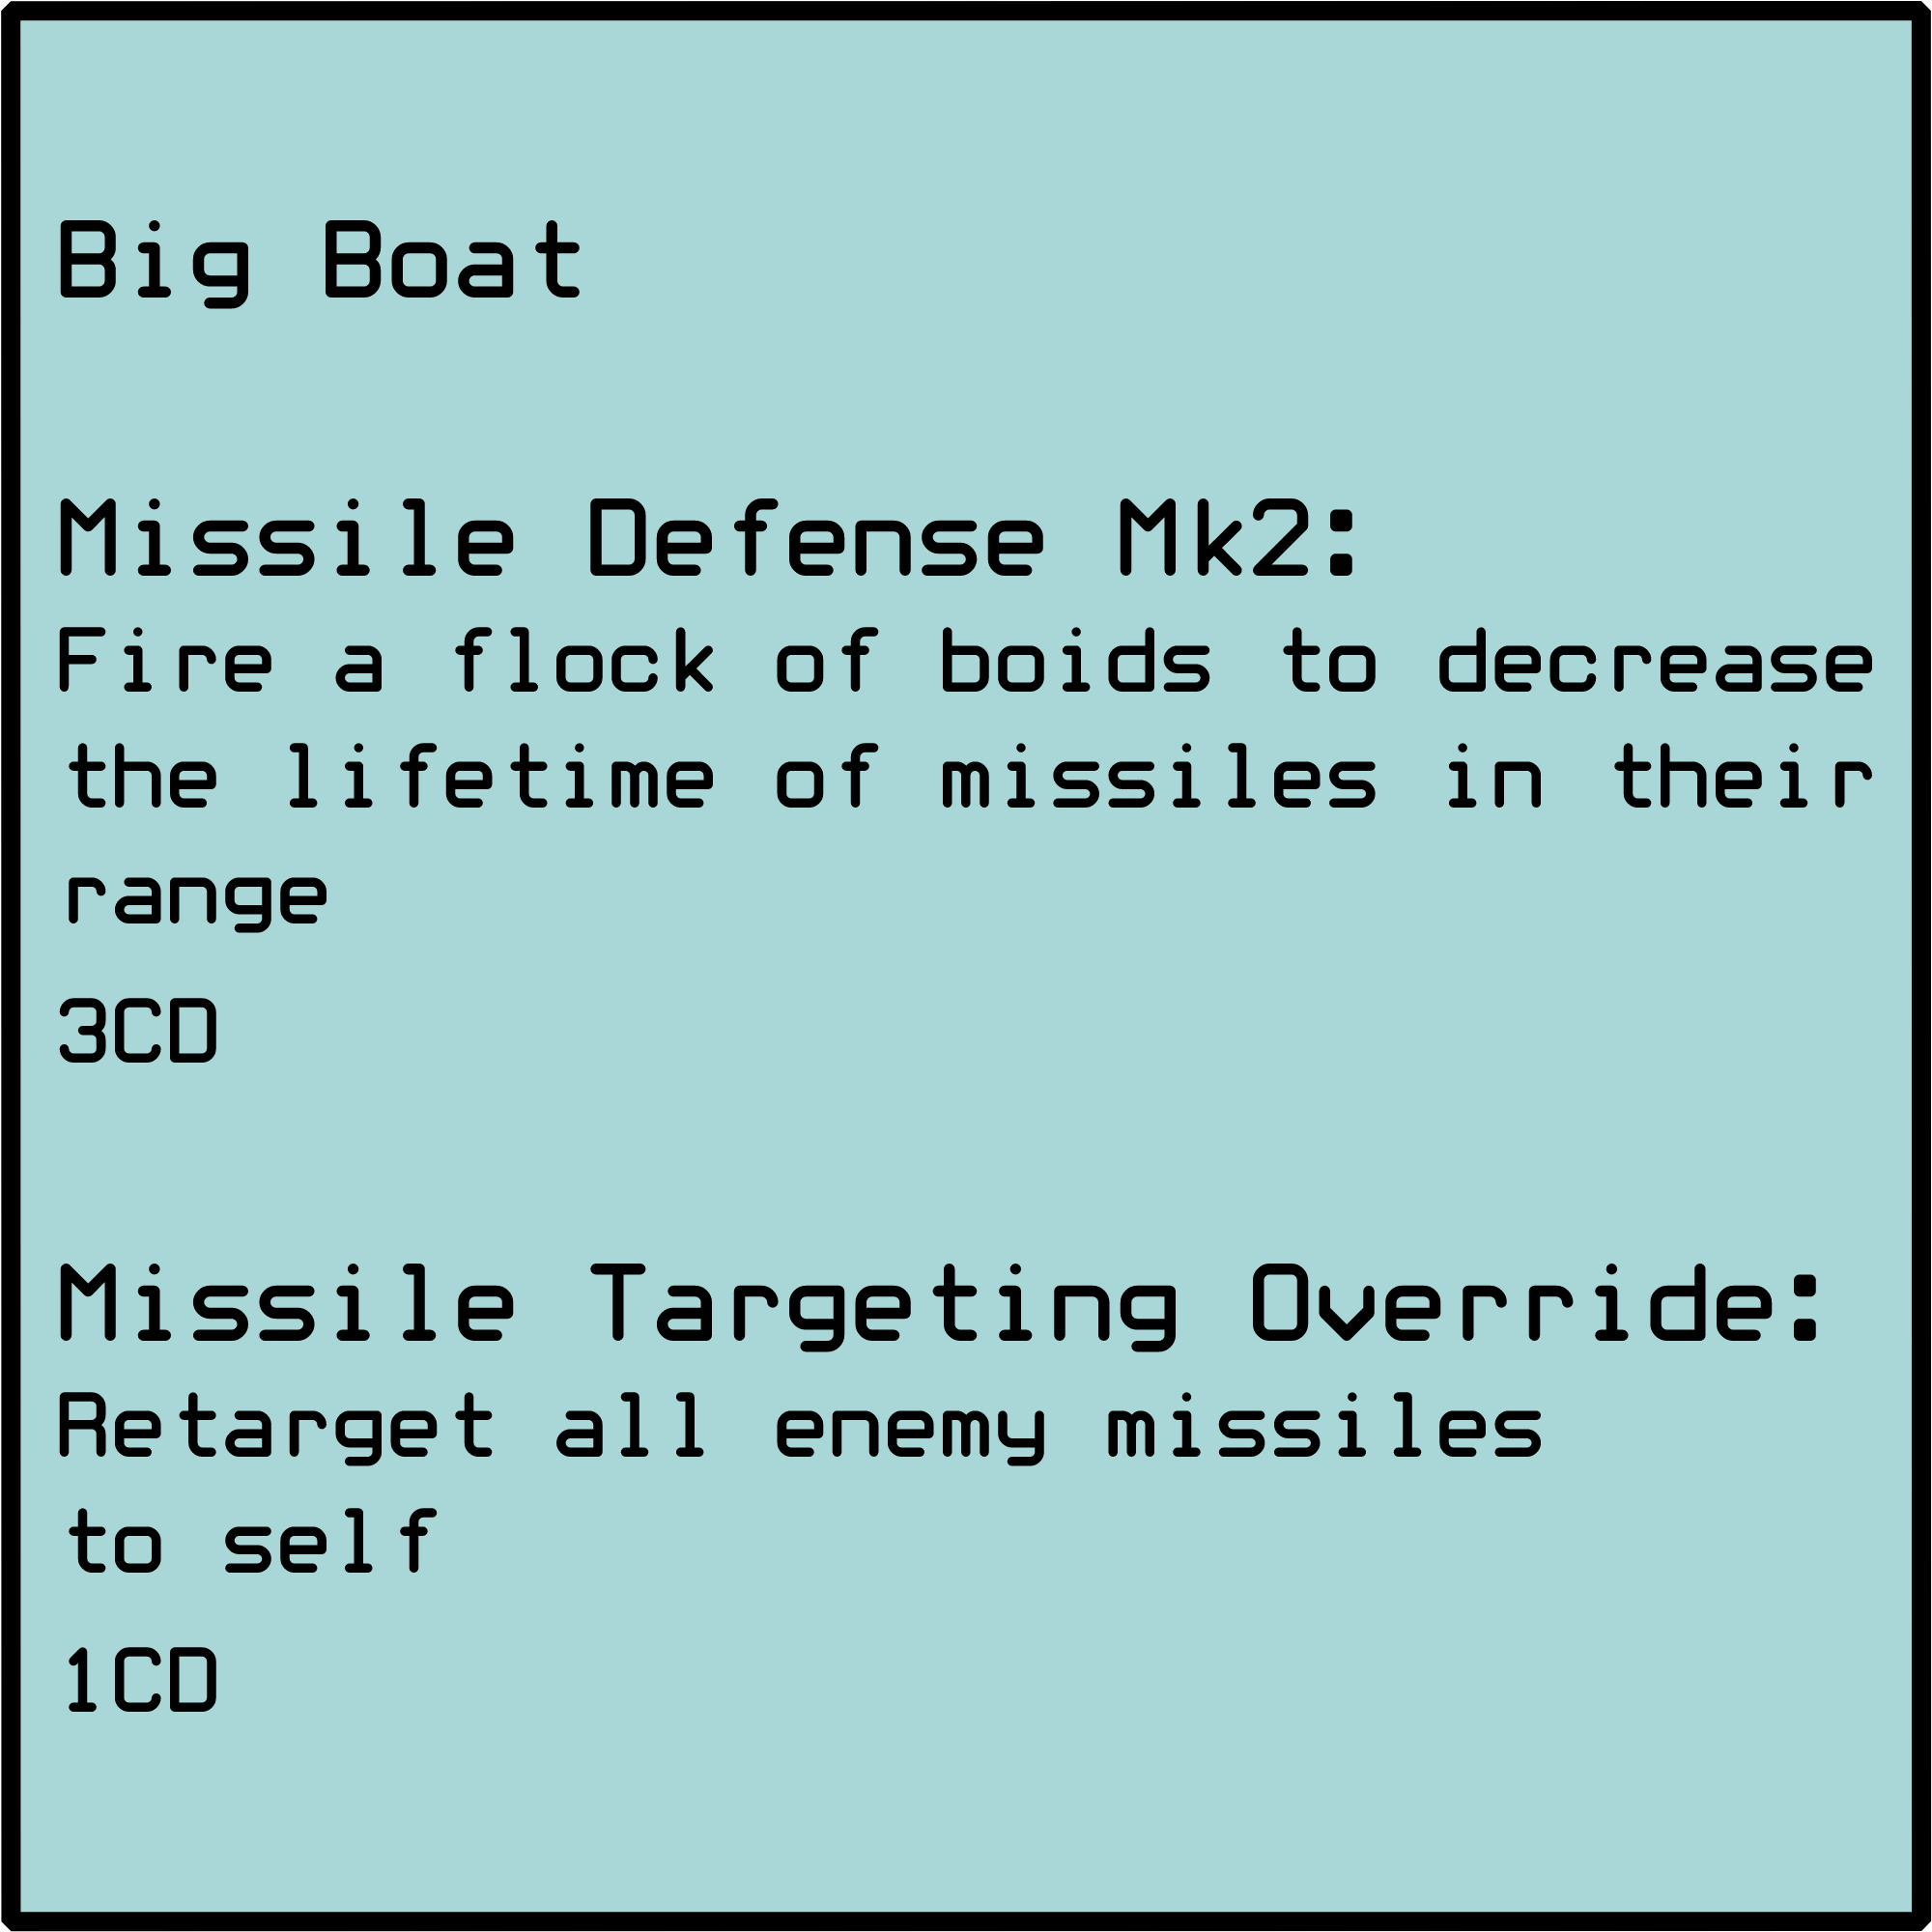 Big Boat
Missile Defense Mk2:
Fire a flock of boids to decrease
the lifetime of missiles in their
range
3CD
Missile Targeting Override:
Retarget all enemy missiles
to self
1CD